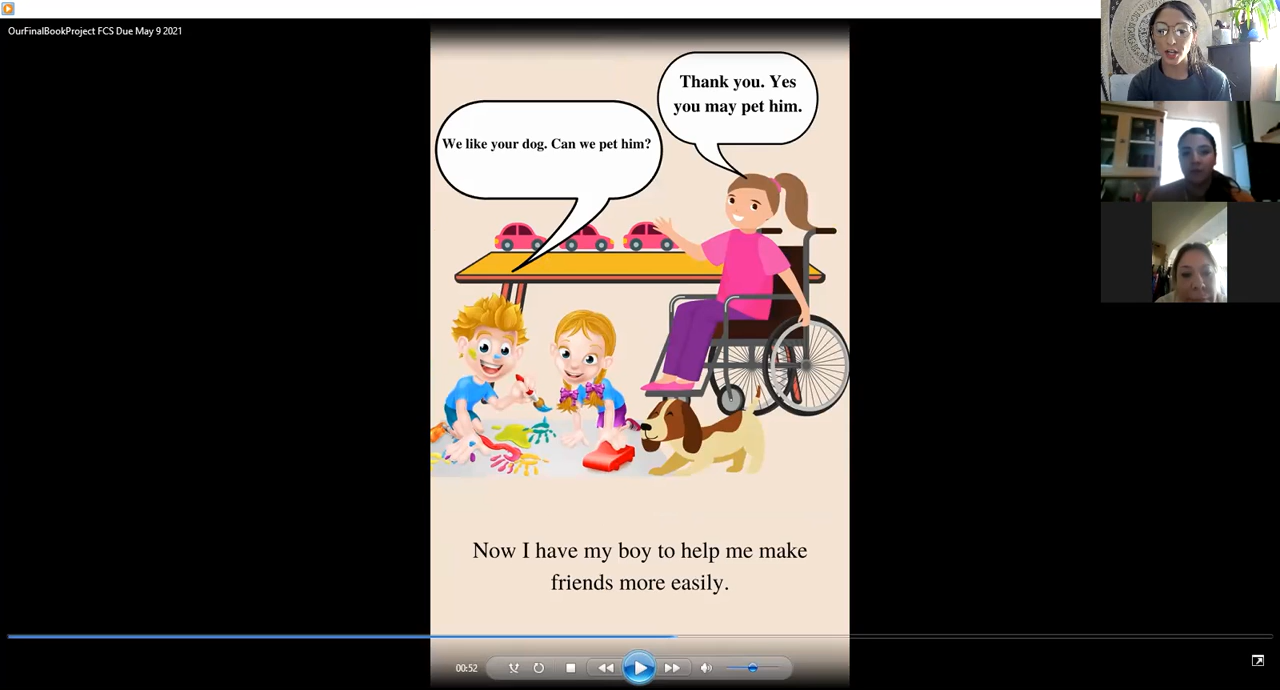 OurFinalBookProject FCS Due May 9 2021
We like your dog. Can we pet him?
Thank you. Yes
you may pet him.
Now I have my boy to help me make
friends more easily.
00:52